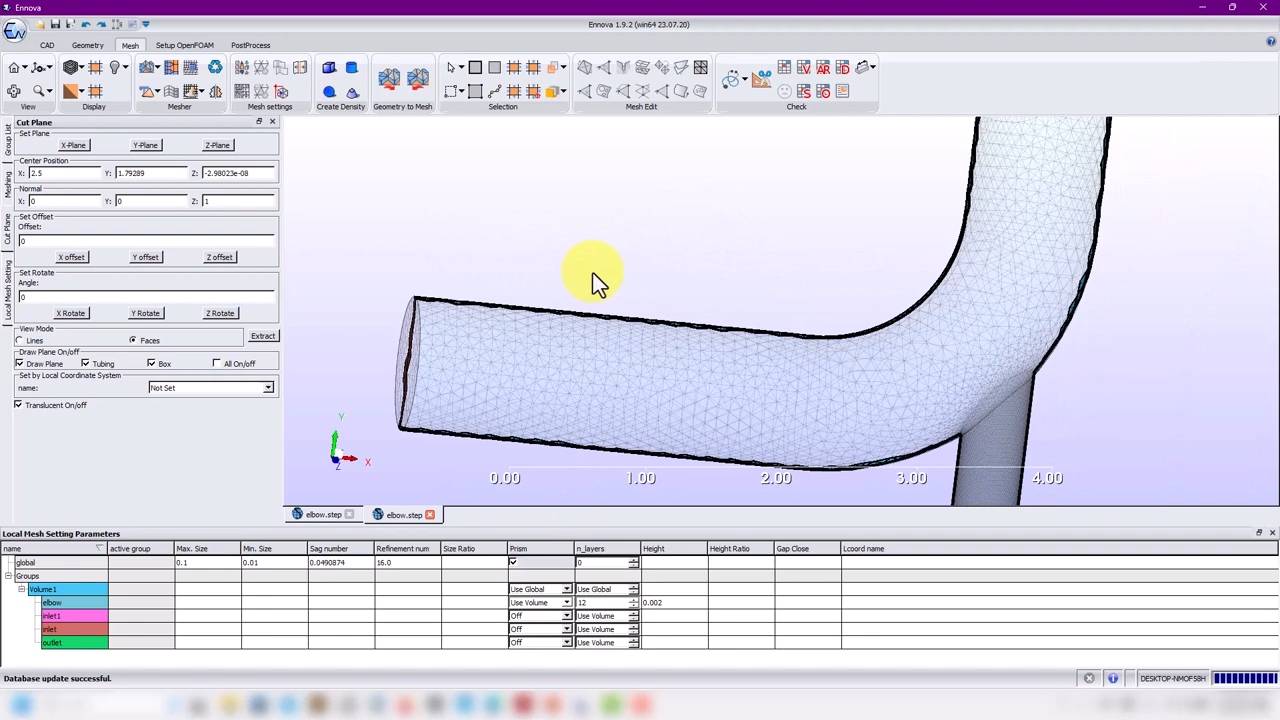 Ennova
Ennova 1.9.2 (win64 23.07.20)
CAD Geometry Mesh Setup OpenFOAM PostProcess
View Display Mesher Mesh settings Create Density Geometry to Mesh Selection Mesh Edit Check
Cut Plane
Set Plane
X-Plane Y-Plane Z-Plane
Center Position
X: 2.5 Y: 1.79289 Z: -2.98023e-08
Normal
X: 0 Y: 0 Z: 1
Set Offset
Offset:
0
X offset Y offset Z offset
Set Rotate
Angle:
0
X Rotate Y Rotate Z Rotate
View Mode
Lines Faces Extract
Draw Plane On/off
Draw Plane Tubing Box All On/off
Set by Local Coordinate System
name: Not Set
Translucent On/off
Group List
Meshing
Cut Plane
Local Mesh Setting
Y
X
Z
0.00 1.00 2.00 3.00 4.00
elbow.step elbow.step
Local Mesh Setting Parameters
name active group Max. Size Min. Size Sag number Refinement num Size Ratio Prism n_layers Height Height Ratio Gap Close Lcoord name
global 0.1 0.01 0.0490874 16.0 0
Groups
Volume1 Use Global Use Global
elbow Use Volume 12 0.002
inlet1 Off Use Volume
inlet Off Use Volume
outlet Off Use Volume
Database update successful. DESKTOP-NMOF58H